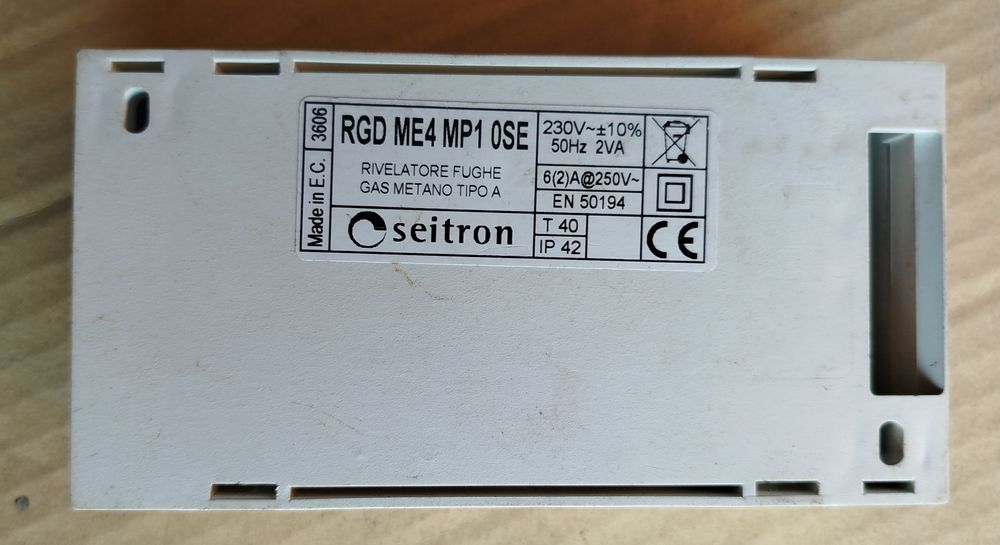 Made in E.C. 3606
RGD ME4 MP1 0SE
RIVELATORE FUGHE
GAS METANO TIPO A
seitron
230V~±10%
50Hz 2VA
6(2)A@250V~
EN 50194
T 40
IP 42
CE